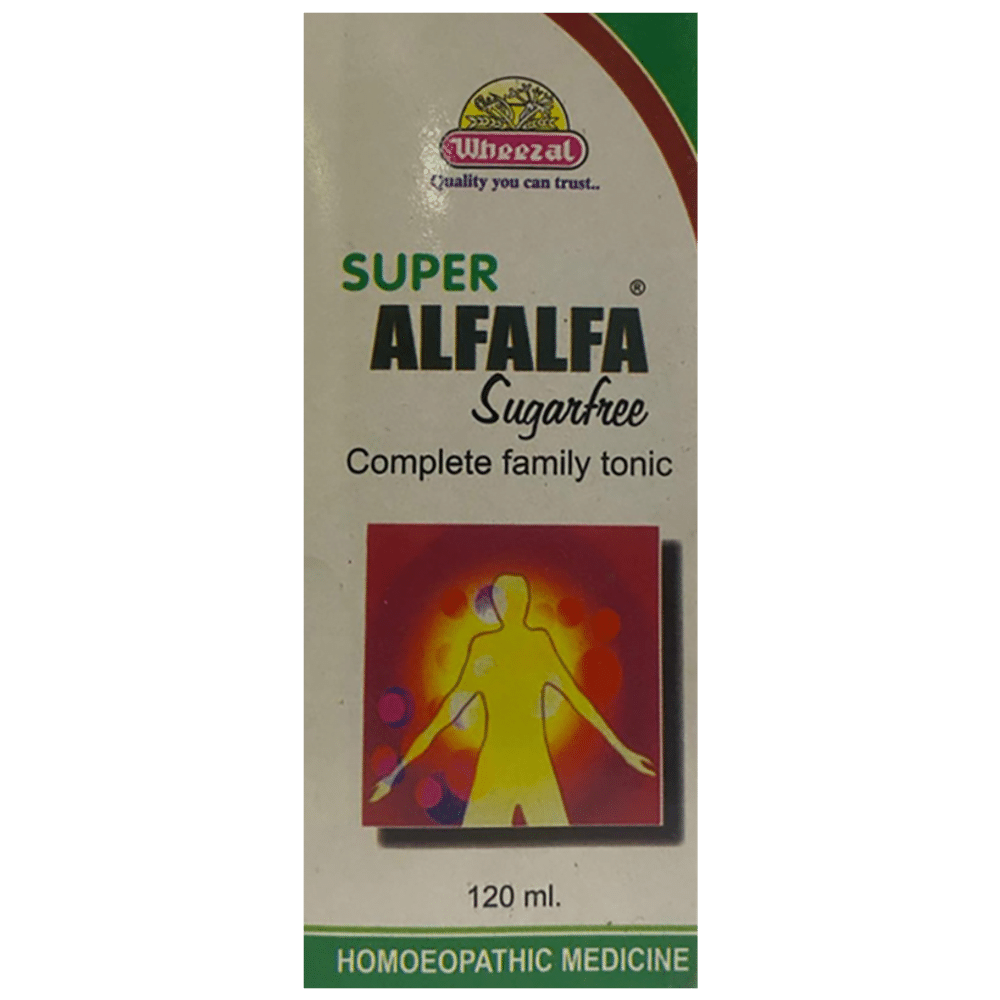 Wheezal
Quality you can trust..
SUPER
ALFALFA®
Sugarfree
Complete family tonic
120 ml.
HOMOEOPATHIC MEDICINE